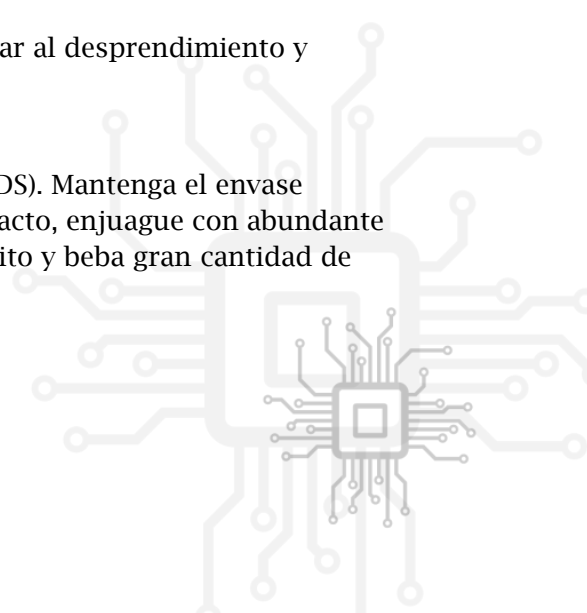 ar al desprendimiento y
DS). Mantenga el envase
acto, enjuague con abundante
ito y beba gran cantidad de